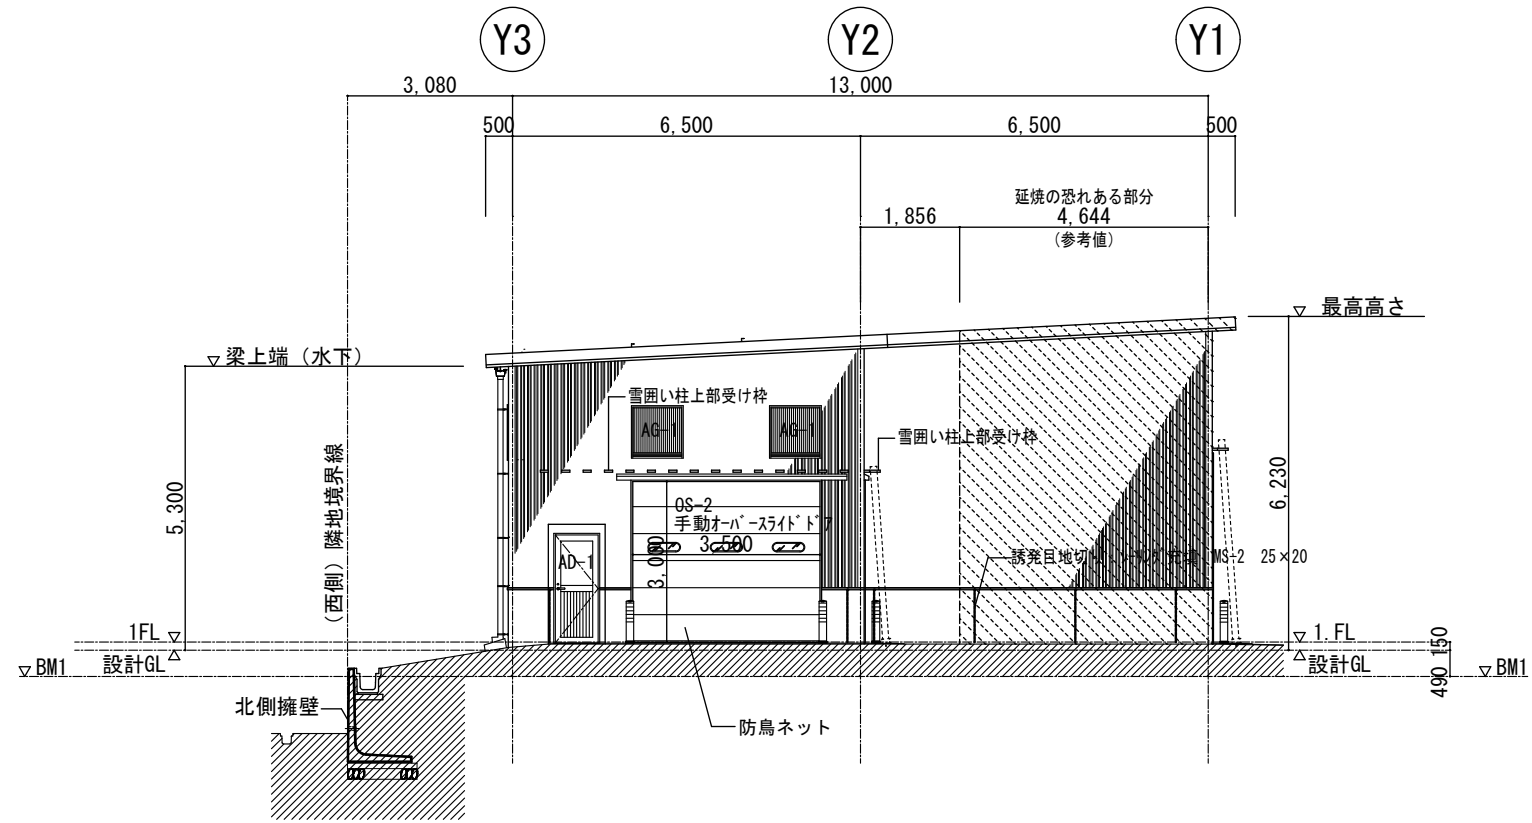 Y3
Y2
Y1
3,080
13,000
500
6,500
6,500
500
延焼の恐れある部分
1,856
4,644
(参考値)
最高高さ
梁上端（水下）
雪囲い柱上部受け枠
AG-1
AG-1
雪囲い柱上部受け枠
(西側) 隣地境界線
5,300
6,230
OS-2
手動ｵｰﾊﾞｰｽﾗｲﾄﾞﾄﾞｱ
3,500
3,000
AD-1
誘発目地切り
充填 MS-2 25×20
1FL
1.FL
設計GL
設計GL
150
490
BM1
BM1
北側擁壁
防鳥ネット